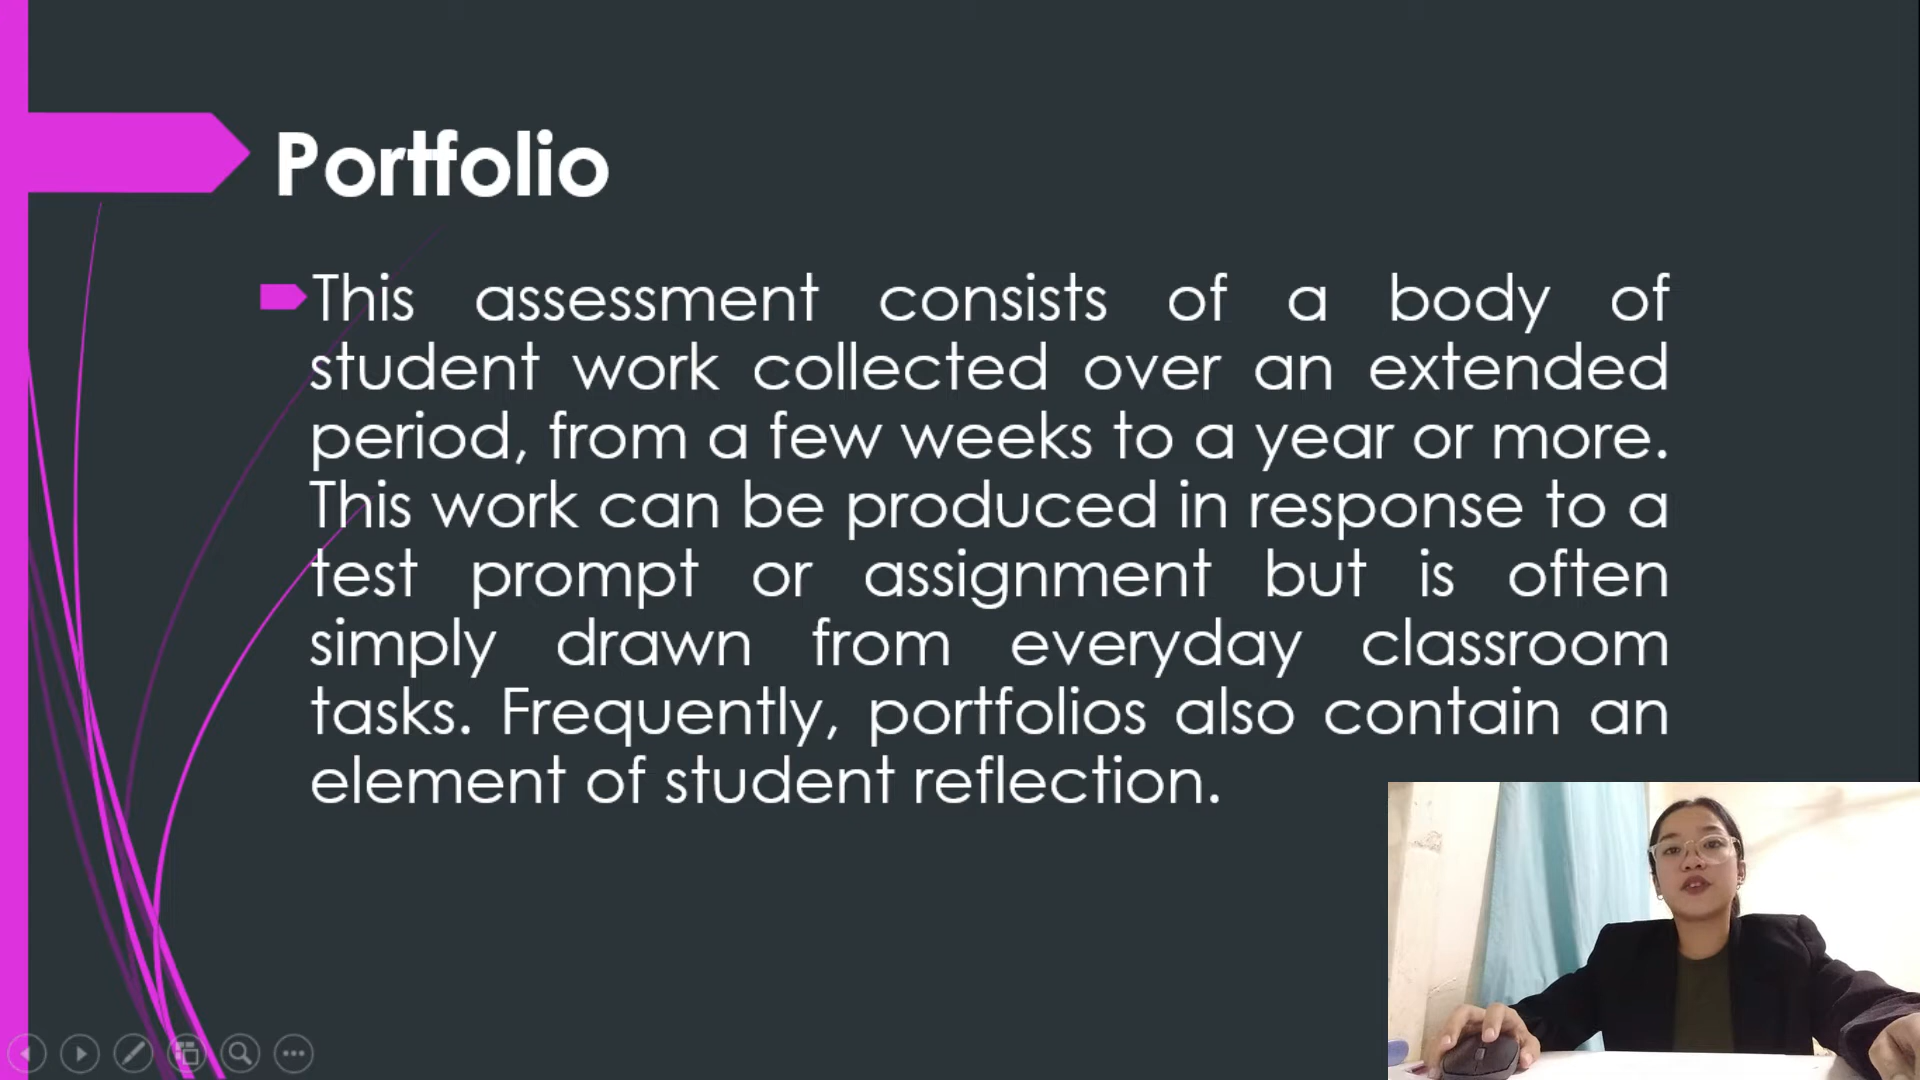 Portfolio
This assessment consists of a body of
student work collected over an extended
period, from a few weeks to a year or more.
This work can be produced in response to a
test prompt or assignment but is often
simply drawn from everyday classroom
tasks. Frequently, portfolios also contain an
element of student reflection.